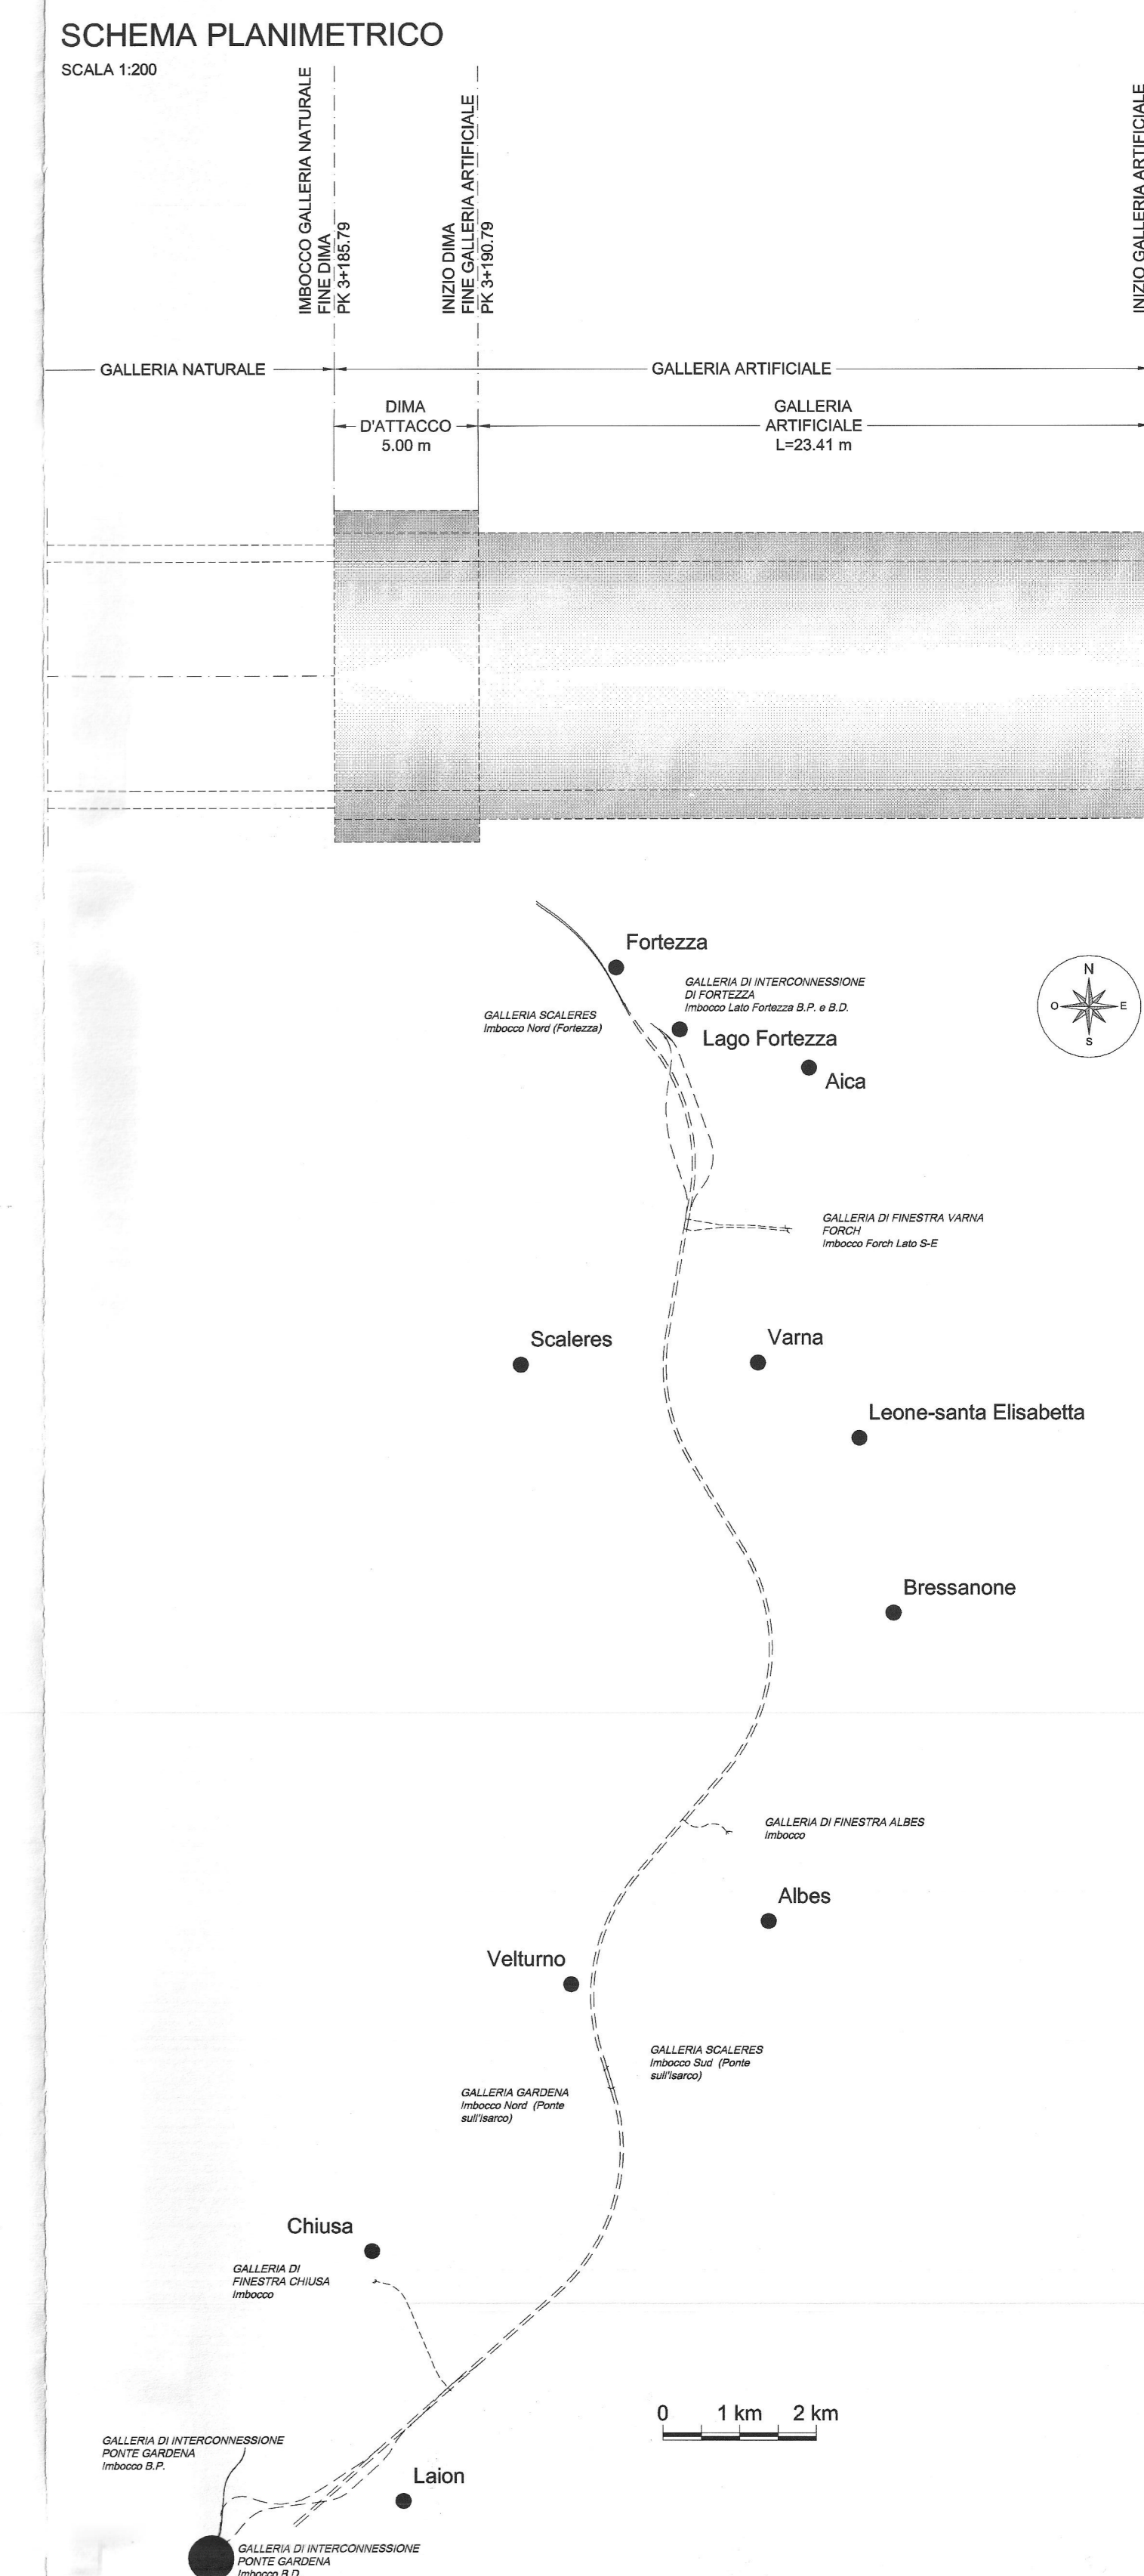 SCHEMA PLANIMETRICO
SCALA 1:200
IMBOCCO GALLERIA NATURALE
FINE DIMA
PK 3+185.79
INIZIO DIMA
FINE GALLERIA ARTIFICIALE
PK 3+190.79
INIZIO GALLERIA ARTIFICIALE
GALLERIA NATURALE
GALLERIA ARTIFICIALE
DIMA
D'ATTACCO
5.00 m
GALLERIA
ARTIFICIALE
L=23.41 m
Fortezza
GALLERIA DI INTERCONNESSIONE
DI FORTEZZA
Imbocco Lato Fortezza B.P. e B.D.
N
O
E
S
GALLERIA SCALERES
Imbocco Nord (Fortezza)
Lago Fortezza
Aica
GALLERIA DI FINESTRA VARNA
FORCH
Imbocco Forch Lato S-E
Scaleres
Varna
Leone-santa Elisabetta
Bressanone
GALLERIA DI FINESTRA ALBES
Imbocco
Albes
Velturno
GALLERIA SCALERES
Imbocco Sud (Ponte
sull'Isarco)
GALLERIA GARDENA
Imbocco Nord (Ponte
sull'Isarco)
Chiusa
GALLERIA DI
FINESTRA CHIUSA
Imbocco
0 1 km 2 km
GALLERIA DI INTERCONNESSIONE
PONTE GARDENA
Imbocco B.P.
Laion
GALLERIA DI INTERCONNESSIONE
PONTE GARDENA
Imbocco B.D.